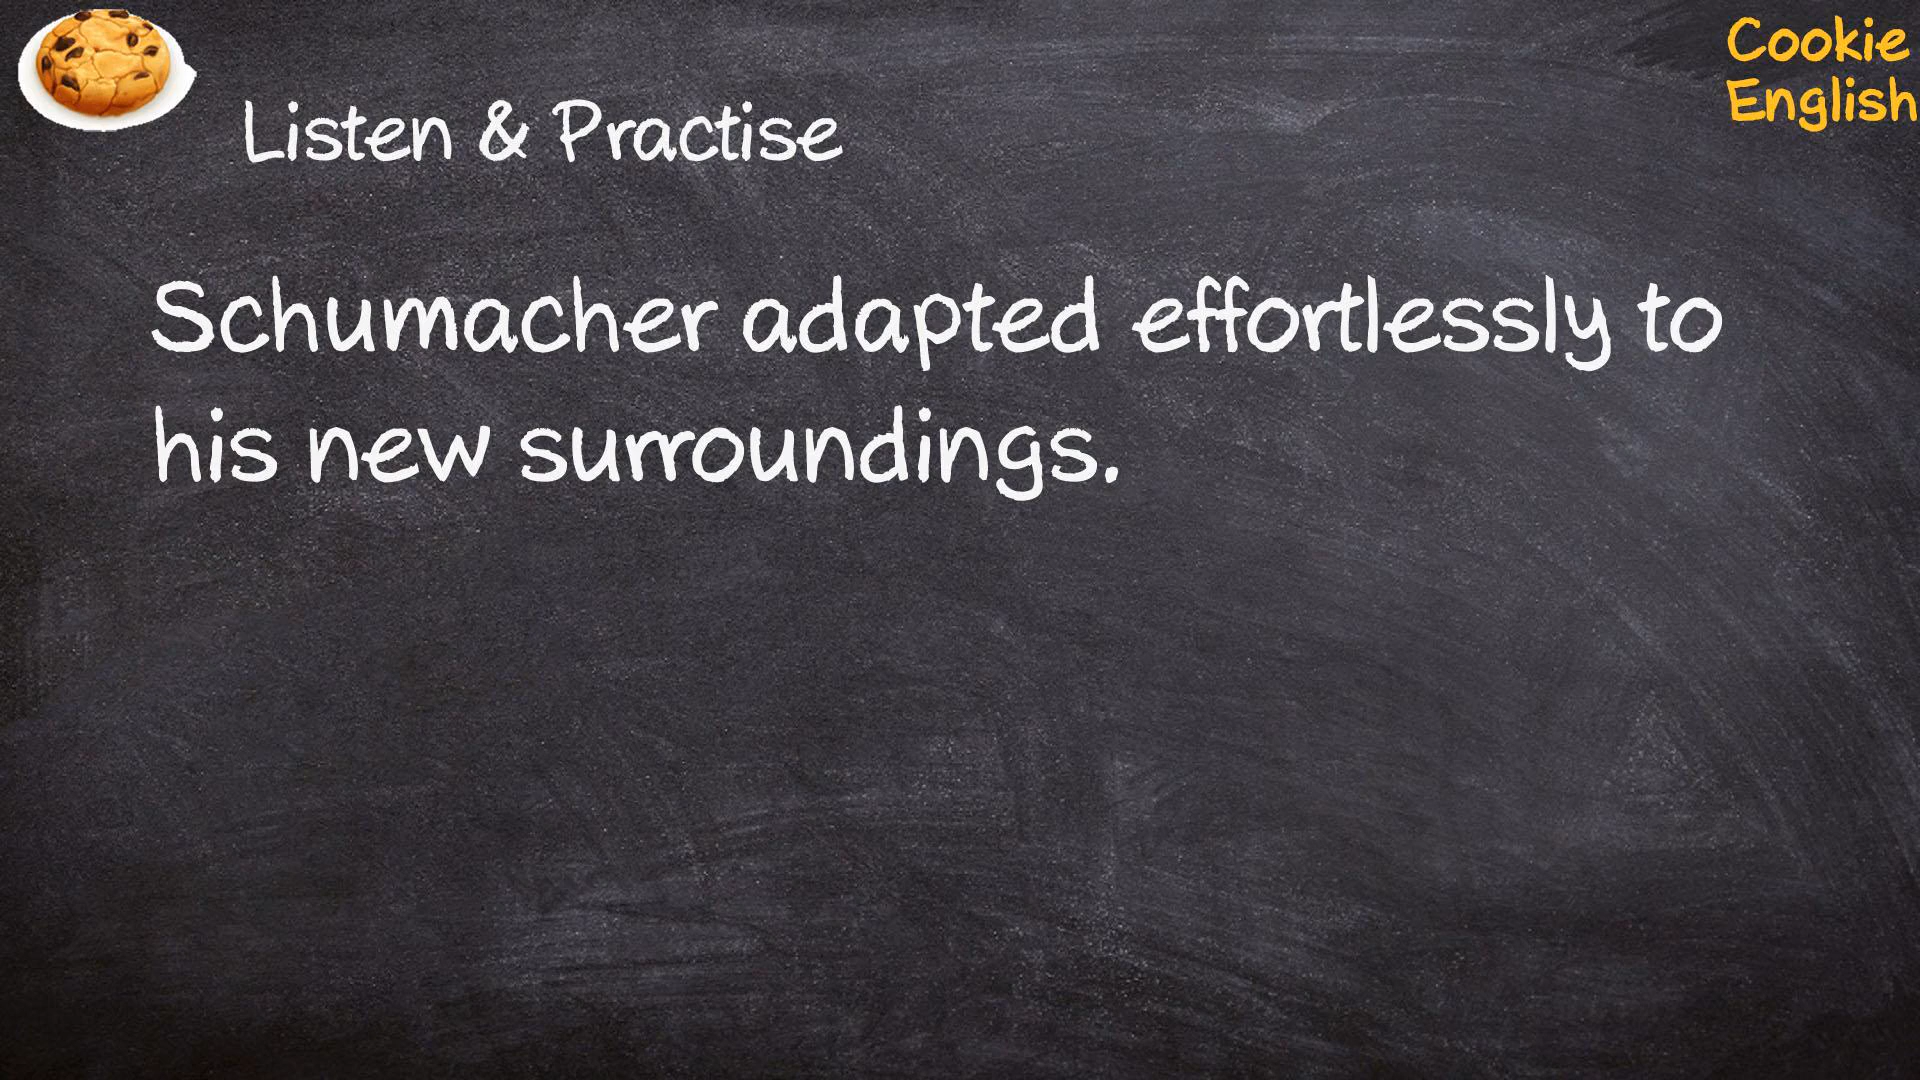 Cookie
English
Listen & Practise
Schumacher adapted effortlessly to
his new surroundings.